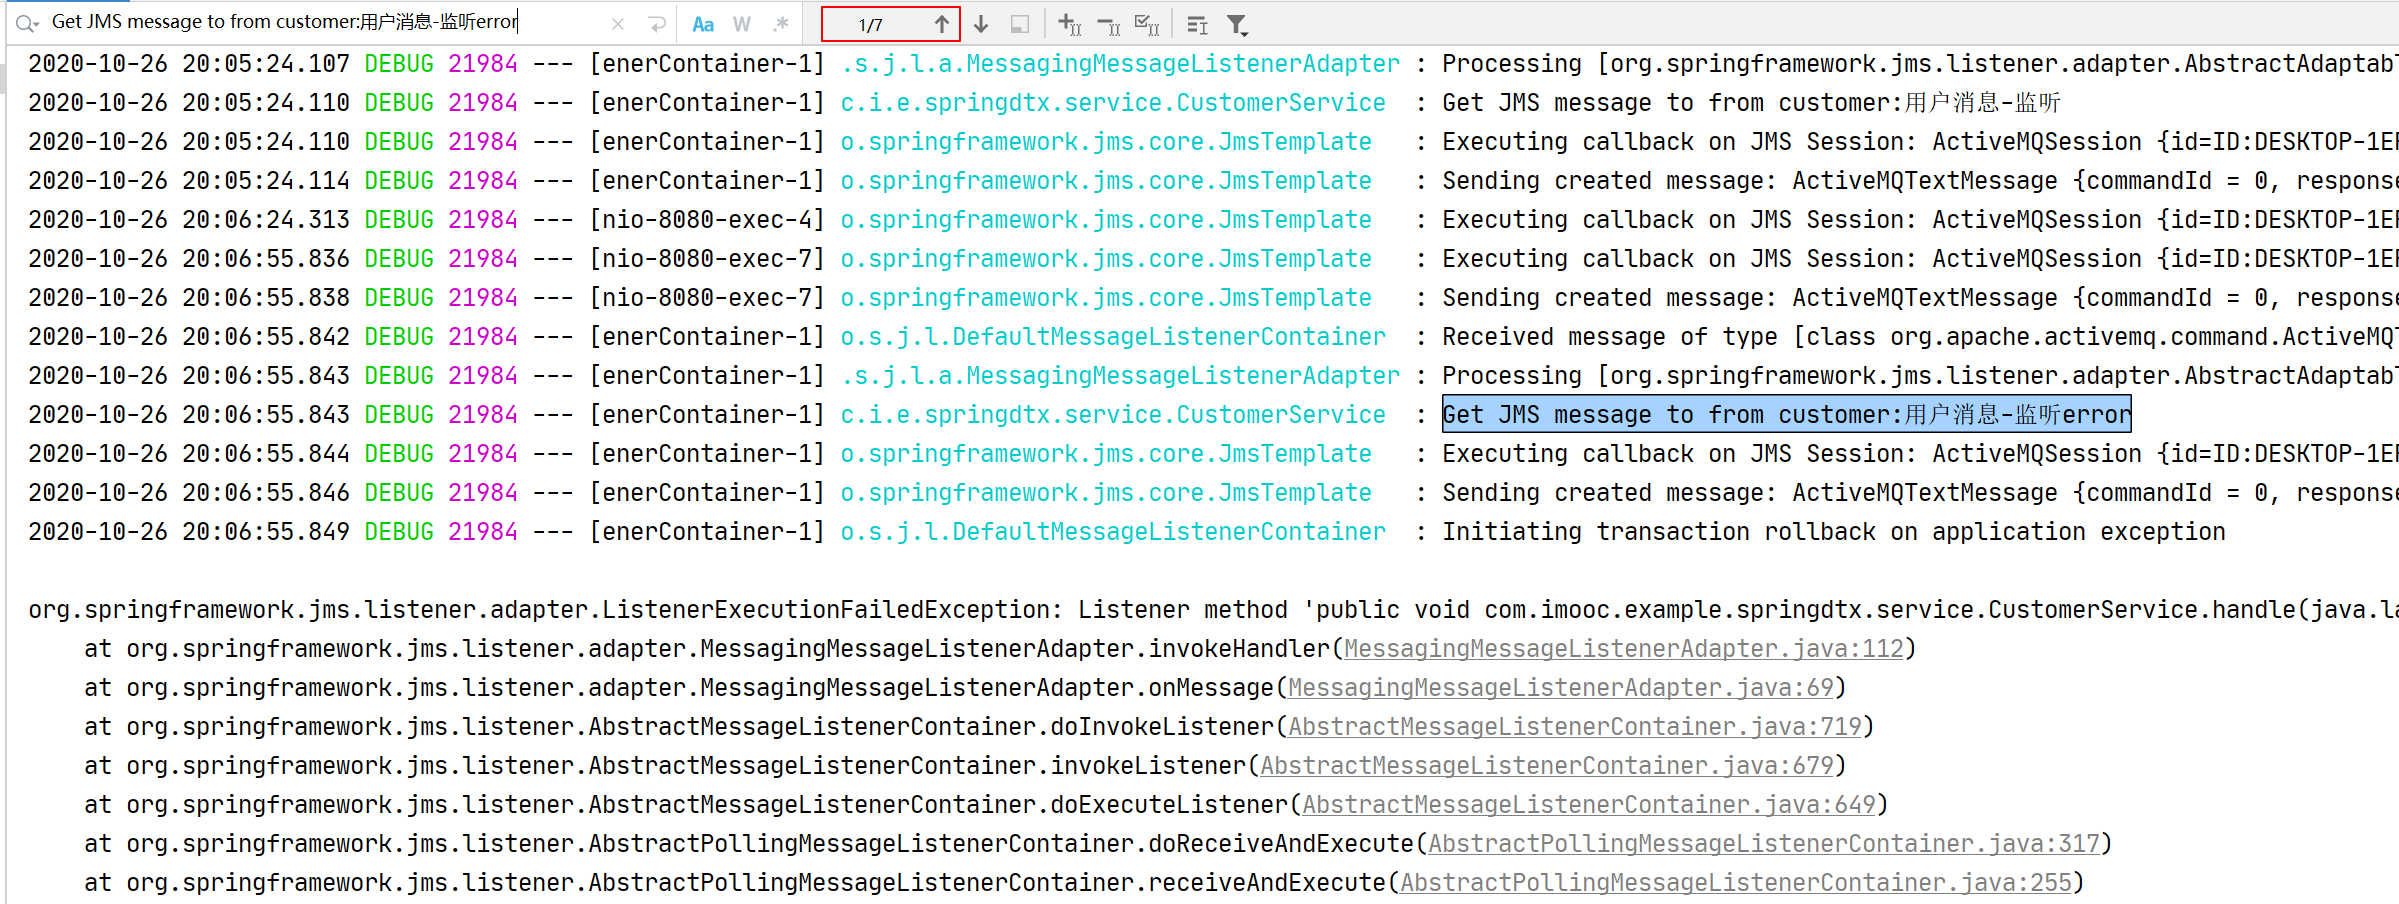 Get JMS message to from customer:用户消息-监听error Aa W .* 1/7
2020-10-26 20:05:24.107 DEBUG 21984 --- [enerContainer-1] .s.j.l.a.MessagingMessageListenerAdapter : Processing [org.springframework.jms.listener.adapter.AbstractAdaptabl
2020-10-26 20:05:24.110 DEBUG 21984 --- [enerContainer-1] c.i.e.springdtx.service.CustomerService : Get JMS message to from customer:用户消息-监听
2020-10-26 20:05:24.110 DEBUG 21984 --- [enerContainer-1] o.springframework.jms.core.JmsTemplate : Executing callback on JMS Session: ActiveMQSession {id=ID:DESKTOP-1EF
2020-10-26 20:05:24.114 DEBUG 21984 --- [enerContainer-1] o.springframework.jms.core.JmsTemplate : Sending created message: ActiveMQTextMessage {commandId = 0, response
2020-10-26 20:06:24.313 DEBUG 21984 --- [nio-8080-exec-4] o.springframework.jms.core.JmsTemplate : Executing callback on JMS Session: ActiveMQSession {id=ID:DESKTOP-1EF
2020-10-26 20:06:55.836 DEBUG 21984 --- [nio-8080-exec-7] o.springframework.jms.core.JmsTemplate : Executing callback on JMS Session: ActiveMQSession {id=ID:DESKTOP-1EF
2020-10-26 20:06:55.838 DEBUG 21984 --- [nio-8080-exec-7] o.springframework.jms.core.JmsTemplate : Sending created message: ActiveMQTextMessage {commandId = 0, response
2020-10-26 20:06:55.842 DEBUG 21984 --- [enerContainer-1] o.s.j.l.DefaultMessageListenerContainer : Received message of type [class org.apache.activemq.command.ActiveMQT
2020-10-26 20:06:55.843 DEBUG 21984 --- [enerContainer-1] .s.j.l.a.MessagingMessageListenerAdapter : Processing [org.springframework.jms.listener.adapter.AbstractAdaptabl
2020-10-26 20:06:55.843 DEBUG 21984 --- [enerContainer-1] c.i.e.springdtx.service.CustomerService : Get JMS message to from customer:用户消息-监听error
2020-10-26 20:06:55.844 DEBUG 21984 --- [enerContainer-1] o.springframework.jms.core.JmsTemplate : Executing callback on JMS Session: ActiveMQSession {id=ID:DESKTOP-1EF
2020-10-26 20:06:55.846 DEBUG 21984 --- [enerContainer-1] o.springframework.jms.core.JmsTemplate : Sending created message: ActiveMQTextMessage {commandId = 0, response
2020-10-26 20:06:55.849 DEBUG 21984 --- [enerContainer-1] o.s.j.l.DefaultMessageListenerContainer : Initiating transaction rollback on application exception
org.springframework.jms.listener.adapter.ListenerExecutionFailedException: Listener method 'public void com.imooc.example.springdtx.service.CustomerService.handle(java.la
at org.springframework.jms.listener.adapter.MessagingMessageListenerAdapter.invokeHandler(MessagingMessageListenerAdapter.java:112)
at org.springframework.jms.listener.adapter.MessagingMessageListenerAdapter.onMessage(MessagingMessageListenerAdapter.java:69)
at org.springframework.jms.listener.AbstractMessageListenerContainer.doInvokeListener(AbstractMessageListenerContainer.java:719)
at org.springframework.jms.listener.AbstractMessageListenerContainer.invokeListener(AbstractMessageListenerContainer.java:679)
at org.springframework.jms.listener.AbstractMessageListenerContainer.doExecuteListener(AbstractMessageListenerContainer.java:649)
at org.springframework.jms.listener.AbstractPollingMessageListenerContainer.doReceiveAndExecute(AbstractPollingMessageListenerContainer.java:317)
at org.springframework.jms.listener.AbstractPollingMessageListenerContainer.receiveAndExecute(AbstractPollingMessageListenerContainer.java:255)